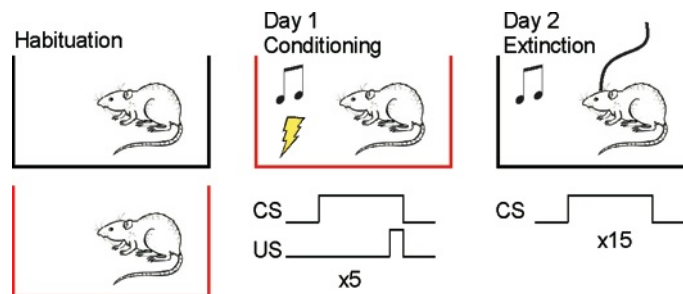 Habituation
Day 1
Conditioning
CS
US
x5
Day 2
Extinction
CS
x15